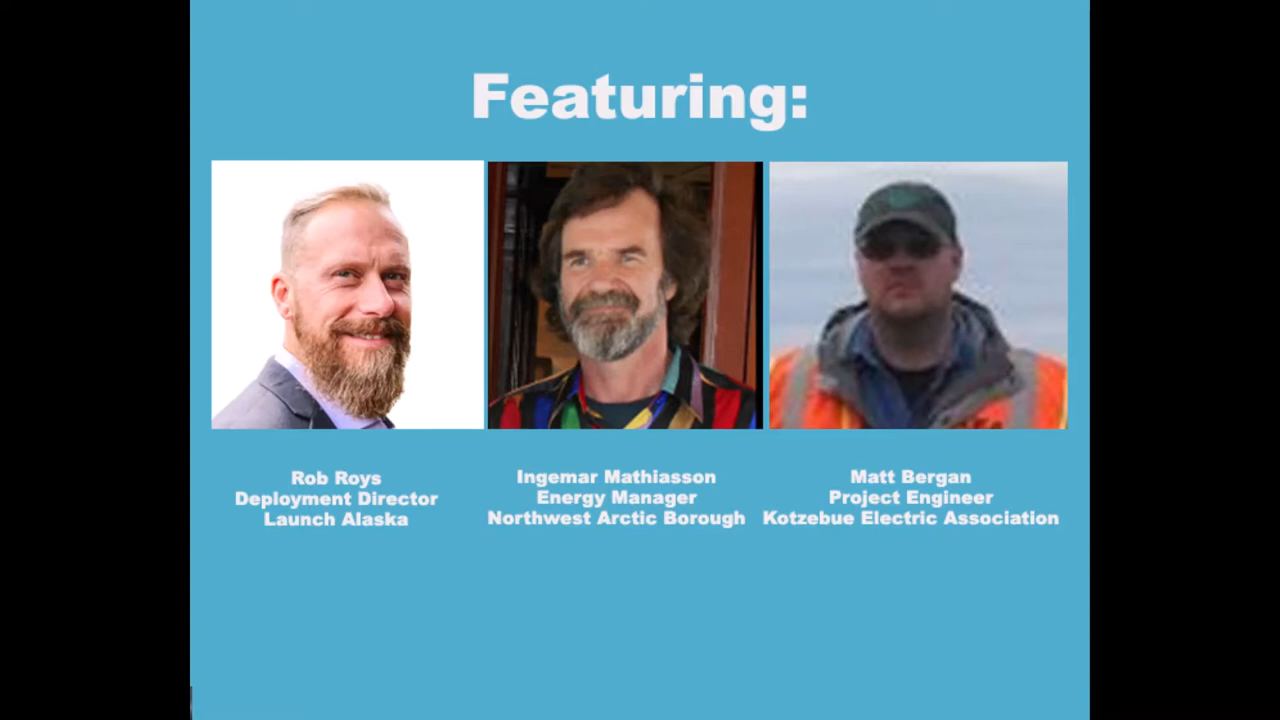 Featuring:
Rob Roys
Deployment Director
Launch Alaska
Ingemar Mathiasson
Energy Manager
Northwest Arctic Borough
Matt Bergan
Project Engineer
Kotzebue Electric Association